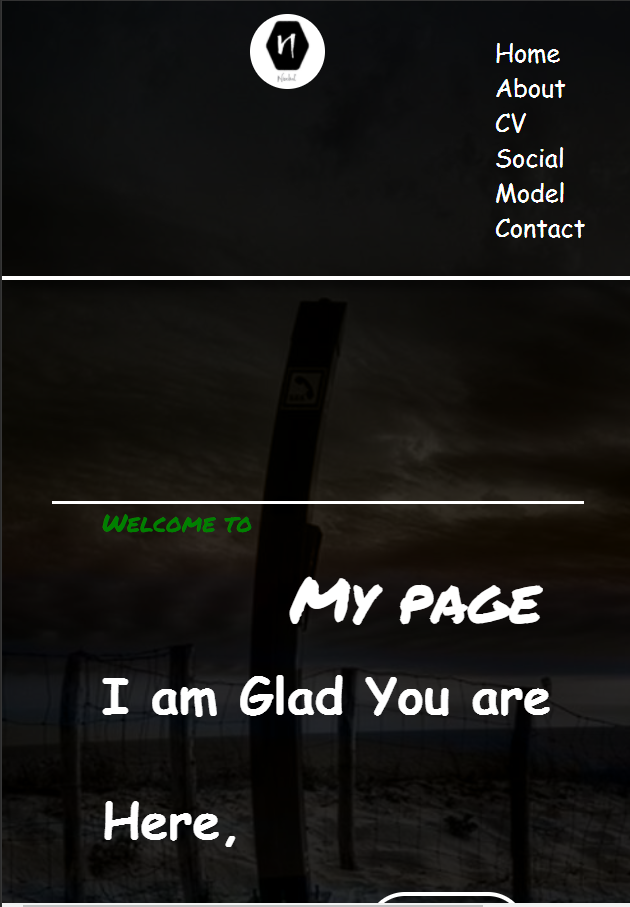 n
Home
About
CV
Social
Model
Contact
Welcome to
My page
I am Glad You are
Here,